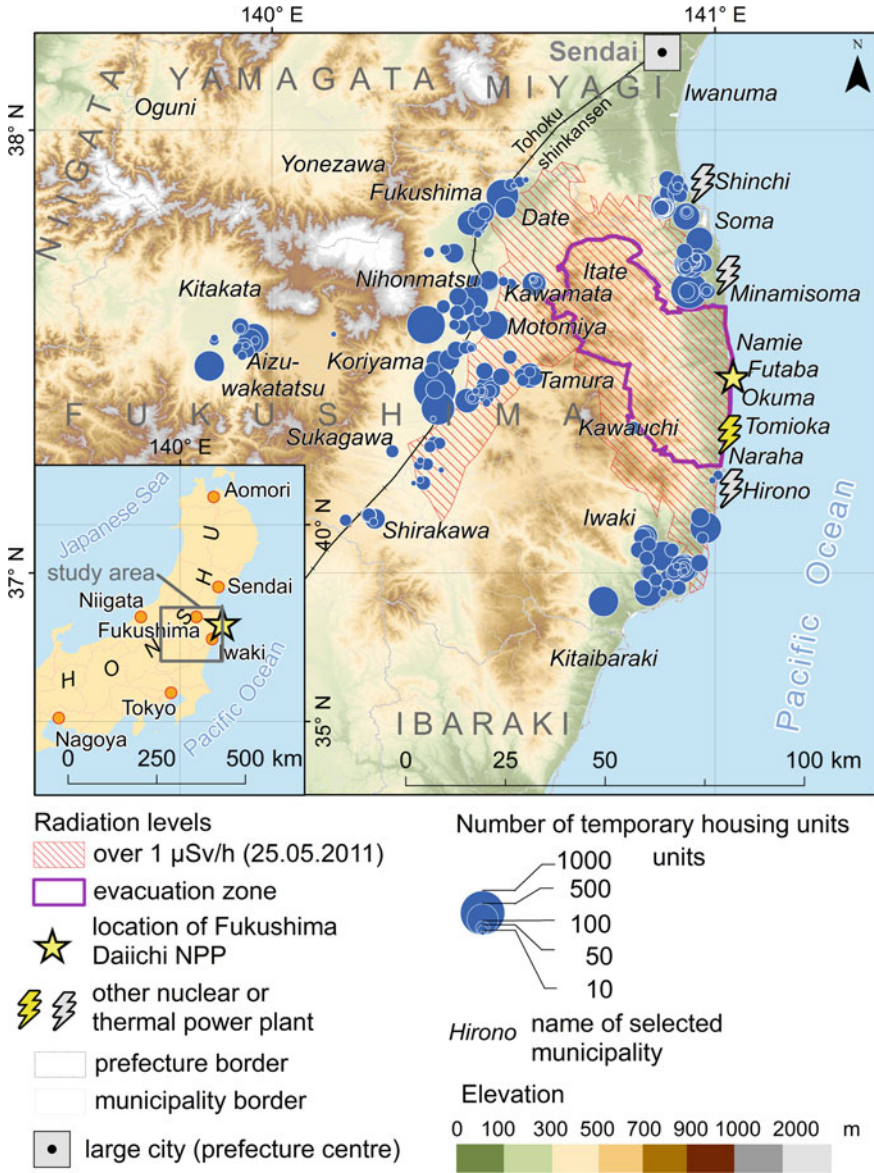 140° E
141° E
Sendai
N
YAMAGATA
MIYAGI
Iwanuma
Oguni
38° N
Tohoku
shinkansen
NIIGATA
Yonezawa
Fukushima
Shinchi
Date
Soma
Kitakata
Nihonmatsu
Itate
Kawamata
Minamisoma
Motomiya
Namie
Aizu-
wakatatsu
Koriyama
Futaba
Tamura
Okuma
FUKUSHIMA
Kawauchi
Tomioka
Sukagawa
Naraha
Hirono
Shirakawa
Iwaki
37° N
Kitaibaraki
IBARAKI
Pacific Ocean
0 25 50 100 km
140° E
Japanese Sea
Aomori
40° N
study area
Sendai
Niigata
Fukushima
Iwaki
HONSHU
Tokyo
Pacific Ocean
Nagoya
35° N
0 250 500 km
Radiation levels
over 1 µSv/h (25.05.2011)
evacuation zone
location of Fukushima
Daiichi NPP
other nuclear or
thermal power plant
prefecture border
municipality border
large city (prefecture centre)
Number of temporary housing units
units
1000
500
100
50
10
Hirono name of selected
municipality
Elevation
0 100 300 500 700 900 1000 2000 m